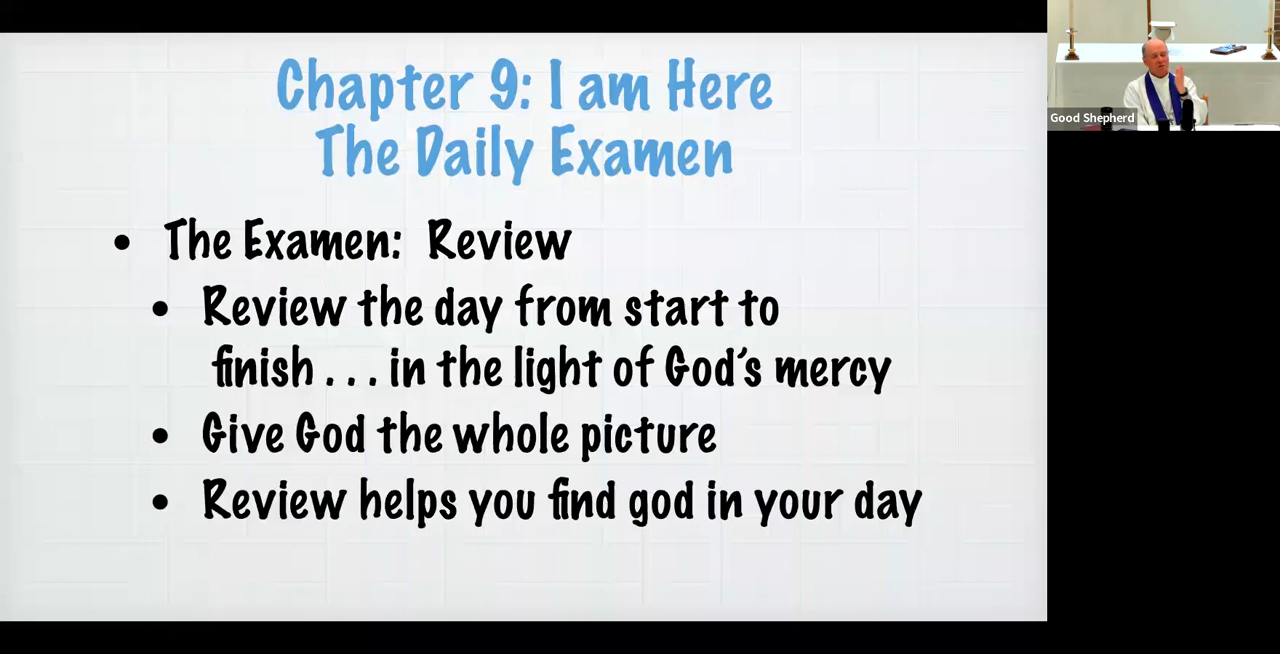 Chapter 9: I am Here
The Daily Examen
• The Examen: Review
• Review the day from start to
finish . . . in the light of God's mercy
• Give God the whole picture
• Review helps you find god in your day
Good Shepherd